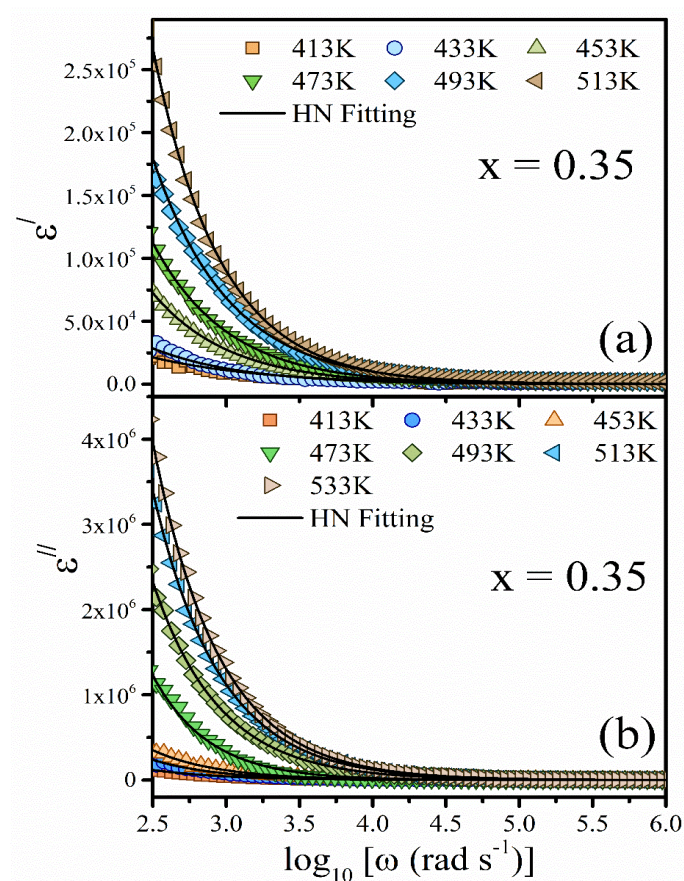 413K 433K 453K
473K 493K 513K
HN Fitting
x = 0.35
2.5x10⁵
2.0x10⁵
1.5x10⁵
1.0x10⁵
5.0x10⁴
0.0
ε/
(a)
413K 433K 453K
473K 493K 513K
533K
HN Fitting
x = 0.35
4x10⁶
3x10⁶
2x10⁶
1x10⁶
0
ε//
(b)
2.5 3.0 3.5 4.0 4.5 5.0 5.5 6.0
log₁₀ [ω (rad s⁻¹)]